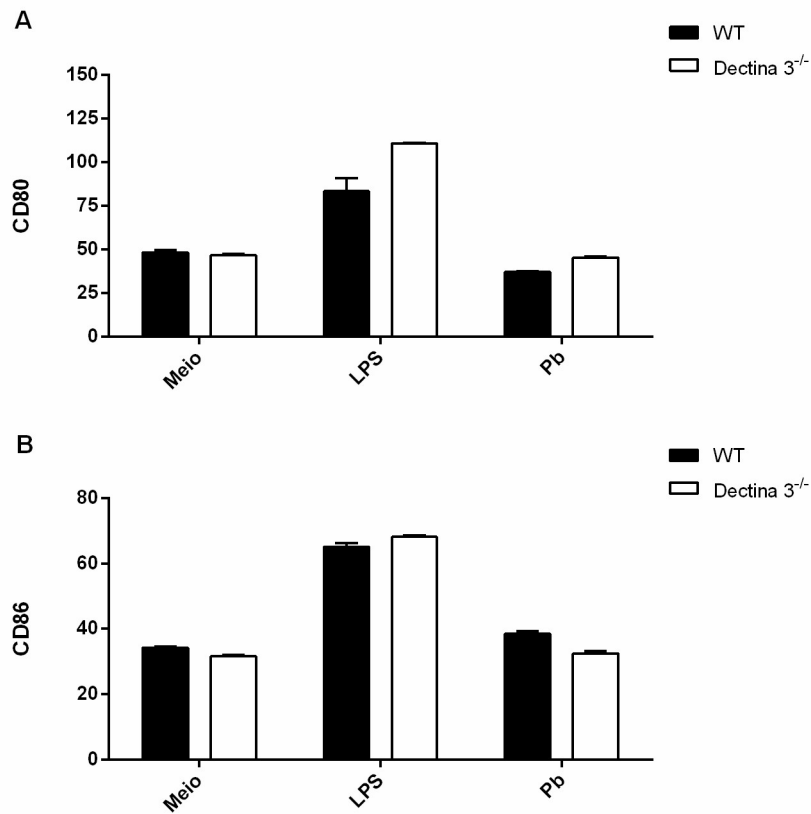 A
WT
Dectina 3-/-
150
125
100
75
50
25
0
CD80
Meio
LPS
Pb
B
WT
Dectina 3-/-
80
60
40
20
0
CD86
Meio
LPS
Pb